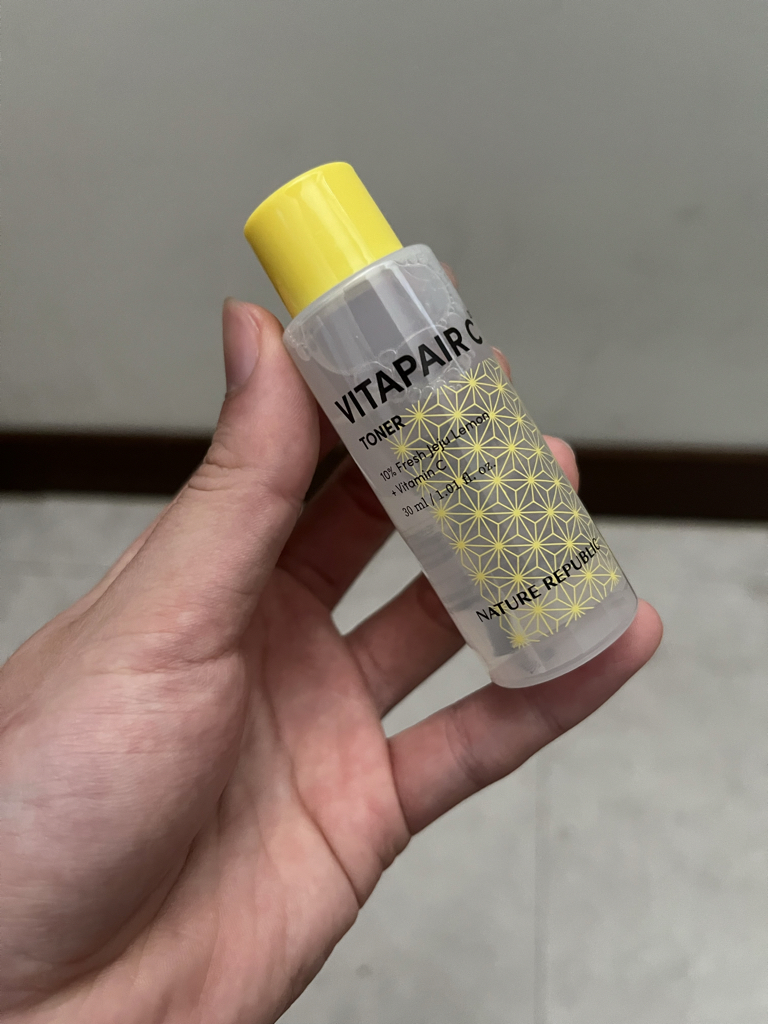 VITAPAIR C
TONER
10% Fresh Jeju Lemon
+Vitamin C
30 ml / 1.01 fl. oz.
NATURE REPUBLIC